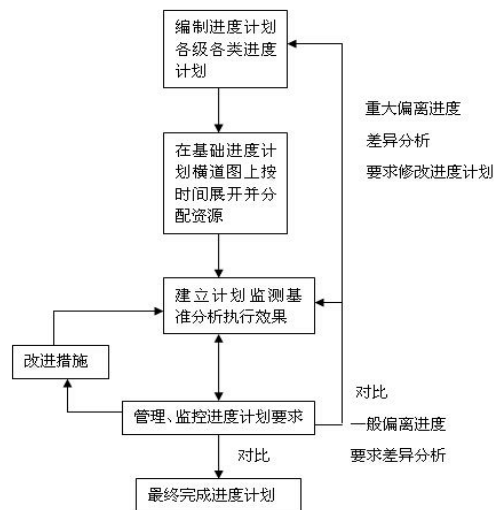 编制进度计划
各级各类进度
计划
重大偏离进度
差异分析
要求修改进度计划
在基础进度计
划横道图上按
时间展开并分
配资源
建立计划监测基
准分析执行效果
改进措施
对比
管理、监控进度计划要求
一般偏离进度
对比
要求差异分析
最终完成进度计划